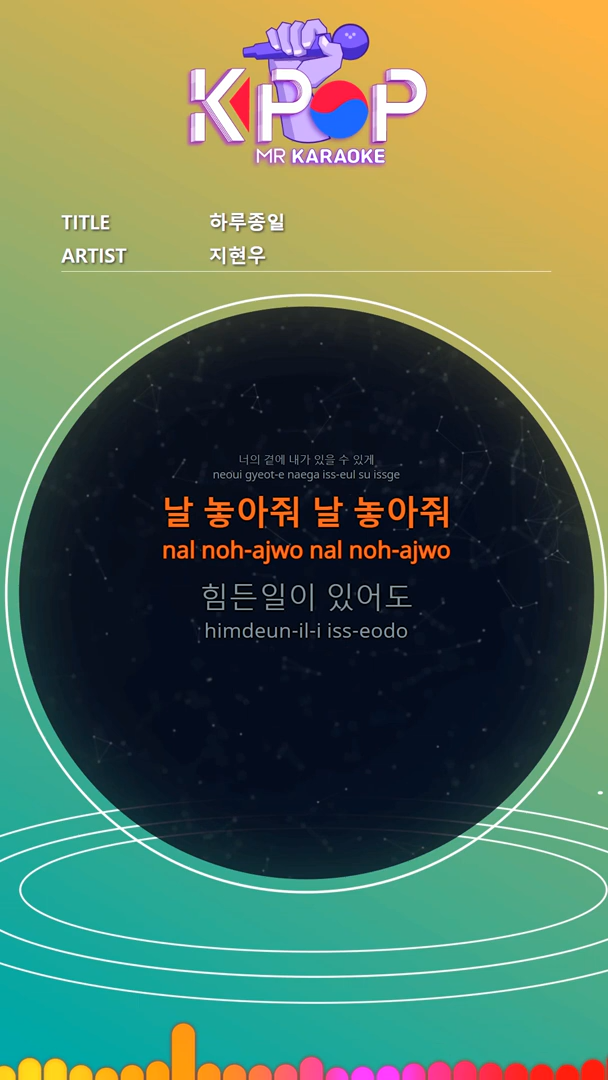 KPOP
MR KARAOKE
TITLE 하루종일
ARTIST 지현우
너의 곁에 내가 있을 수 있게
neoui gyeot-e naega iss-eul su issge
날 놓아줘 날 놓아줘
nal noh-ajwo nal noh-ajwo
힘든일이 있어도
himdeun-il-i iss-eodo